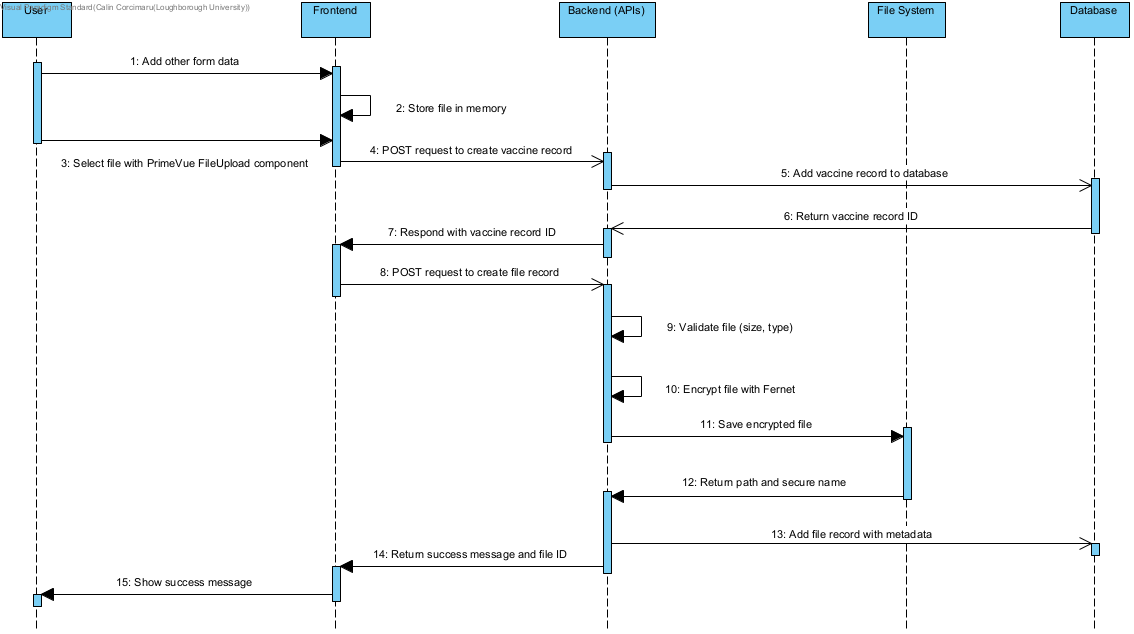 Visual Paradigm Standard(Calin Corcimaru(Loughborough University))
User
Frontend
Backend (APIs)
File System
Database
1: Add other form data
2: Store file in memory
3: Select file with PrimeVue FileUpload component
4: POST request to create vaccine record
5: Add vaccine record to database
6: Return vaccine record ID
7: Respond with vaccine record ID
8: POST request to create file record
9: Validate file (size, type)
10: Encrypt file with Fernet
11: Save encrypted file
12: Return path and secure name
13: Add file record with metadata
14: Return success message and file ID
15: Show success message